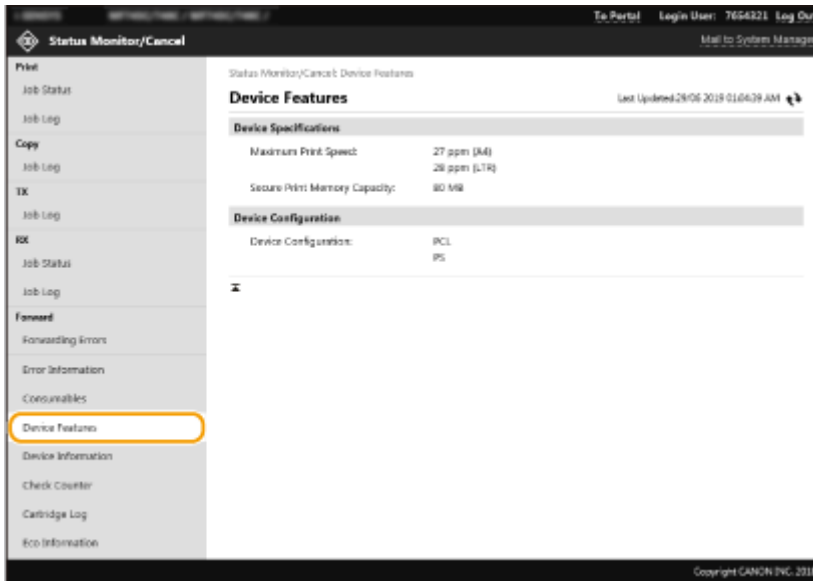 To Portal Login User: 7654321 Log Ou
Status Monitor/Cancel
Mail to System Manage
Print
Job Status
Job Log
Copy
Job Log
TX
Job Log
RX
Job Status
Job Log
Forward
Forwarding Errors
Error Information
Consumables
Device Features
Device Information
Check Counter
Cartridge Log
Eco Information
Status Monitor/Cancel: Device Features
Device Features
Last Updated:29/06 2019 01:04:39 AM
Device Specifications
Maximum Print Speed: 27 ppm (A4)
28 ppm (LTR)
Secure Print Memory Capacity: 80 MB
Device Configuration
Device Configuration: PCL
PS
Copyright CANON INC. 201